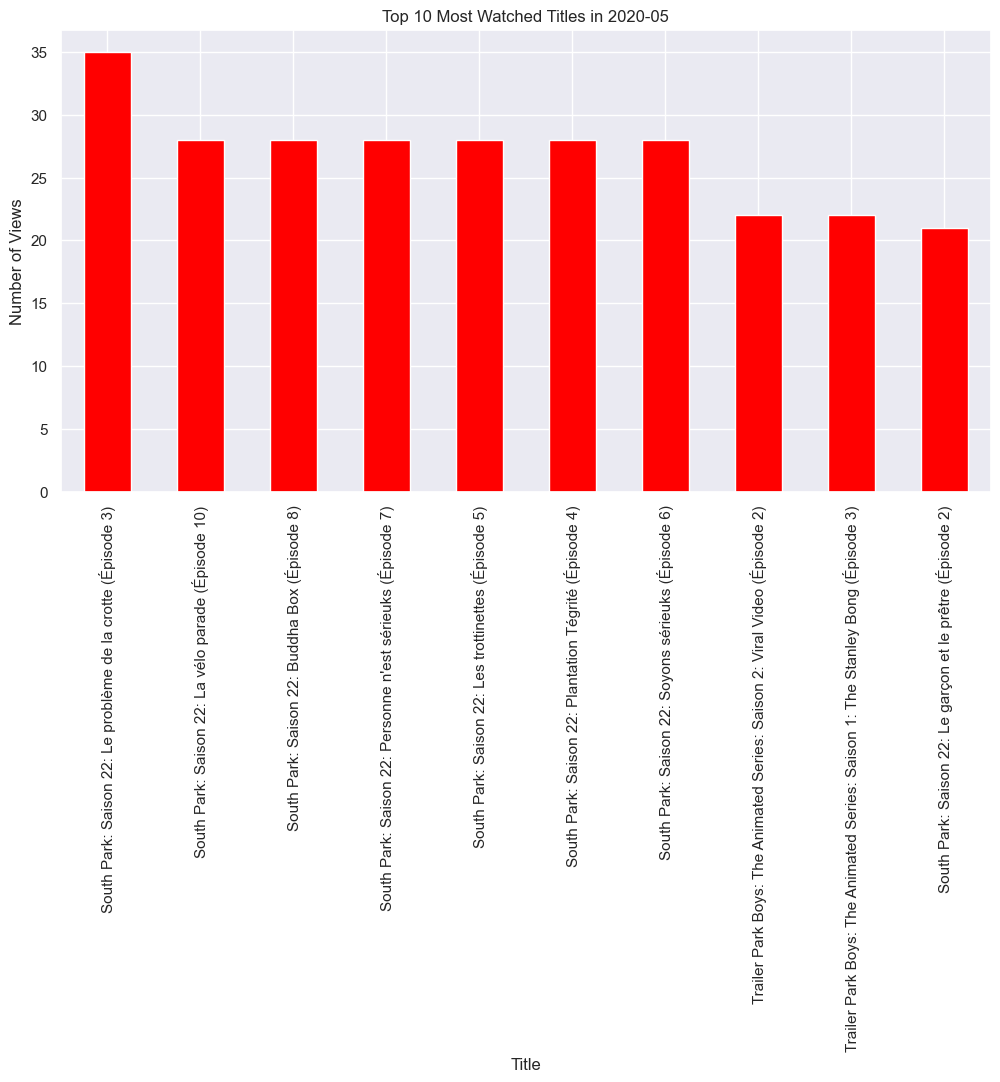 Top 10 Most Watched Titles in 2020-05
Number of Views
35
30
25
20
15
10
5
0
South Park: Saison 22: Le problème de la crotte (Épisode 3)
South Park: Saison 22: La vélo parade (Épisode 10)
South Park: Saison 22: Buddha Box (Épisode 8)
South Park: Saison 22: Personne n'est sérieuks (Épisode 7)
South Park: Saison 22: Les trottinettes (Épisode 5)
South Park: Saison 22: Plantation Tégrité (Épisode 4)
South Park: Saison 22: Soyons sérieuks (Épisode 6)
Trailer Park Boys: The Animated Series: Saison 2: Viral Video (Épisode 2)
Trailer Park Boys: The Animated Series: Saison 1: The Stanley Bong (Épisode 3)
South Park: Saison 22: Le garçon et le prêtre (Épisode 2)
Title